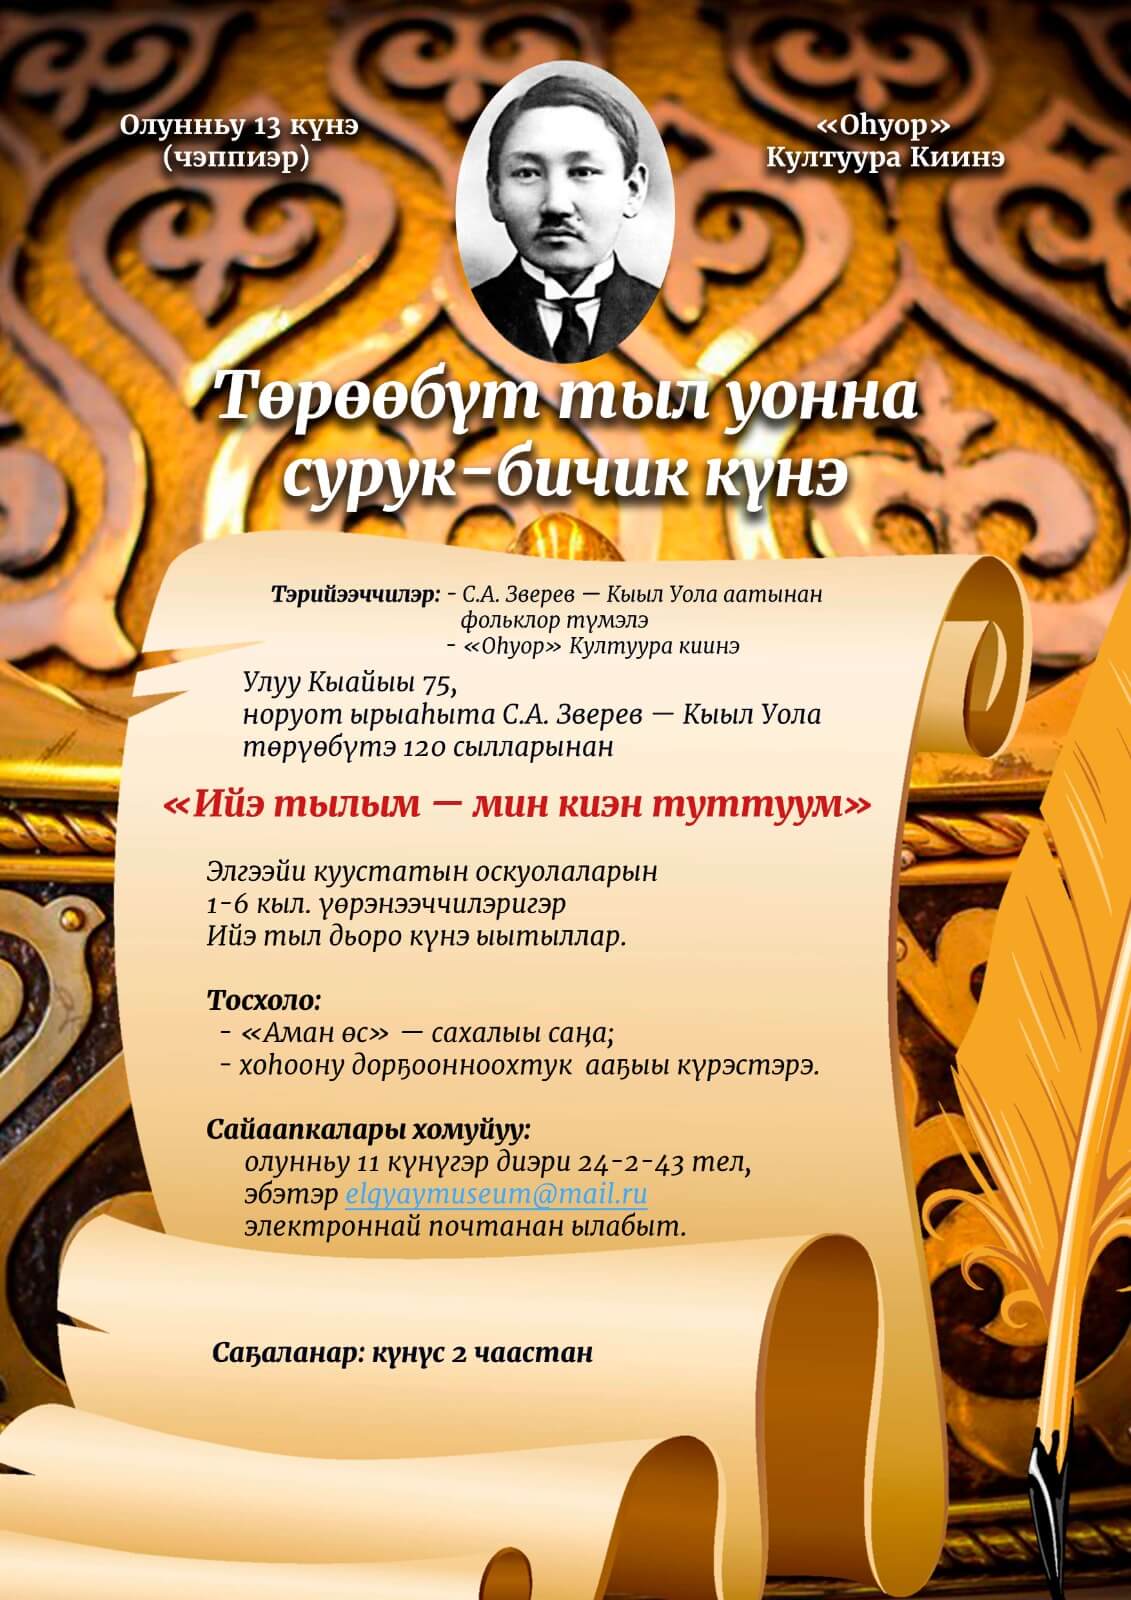 Олунньу 13 күнэ
(чэппиэр)
«Оһуор»
Култуура Киинэ
Төрөөбүт тыл уонна
сурук-бичик күнэ
Тэрийээччилэр: - С.А. Зверев — Кыыл Уола аатынан
фольклор түмэлэ
- «Оһуор» Култуура киинэ
Улуу Кыайыы 75,
норуот ырыаһыта С.А. Зверев — Кыыл Уола
төрүөбүтэ 120 сылларынан
«Ийэ тылым — мин киэн туттуум»
Элгээйи куустатын оскуолаларын
1-6 кыл. үөрэнээччилэригэр
Ийэ тыл дьоро күнэ ыытыллар.
Тосхоло:
- «Аман өс» — сахалыы саҥа;
- хоһоону дорҕоонноохтук ааҕыы күрэстэрэ.
Сайаапкалары хомуйуу:
олунньу 11 күнүгэр диэри 24-2-43 тел,
эбэтэр elgyaymuseum@mail.ru
электроннай почтанан ылабыт.
Саҕаланар: күнүс 2 чаастан